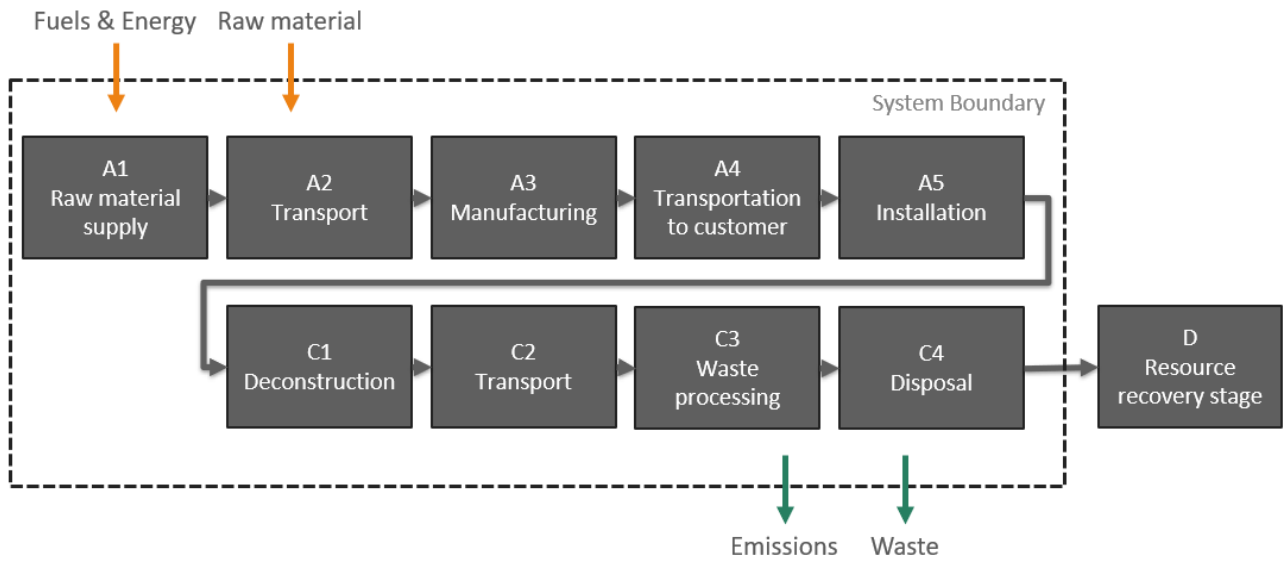 Fuels & Energy
Raw material
System Boundary
A1
Raw material
supply
A2
Transport
A3
Manufacturing
A4
Transportation
to customer
A5
Installation
C1
Deconstruction
C2
Transport
C3
Waste
processing
C4
Disposal
D
Resource
recovery stage
Emissions
Waste